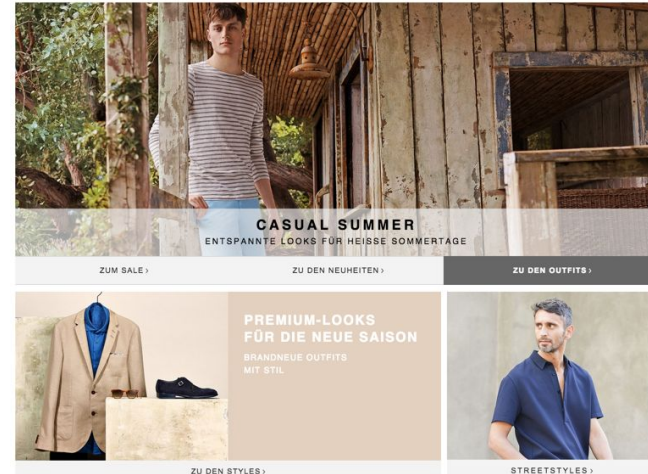 CASUAL SUMMER
ENTSPANNTE LOOKS FÜR HEISSE SOMMERTAGE
ZUM SALE ›
ZU DEN NEUHEITEN ›
ZU DEN OUTFITS ›
PREMIUM-LOOKS
FÜR DIE NEUE SAISON
BRANDNEUE OUTFITS
MIT STIL
ZU DEN STYLES ›
STREETSTYLES ›